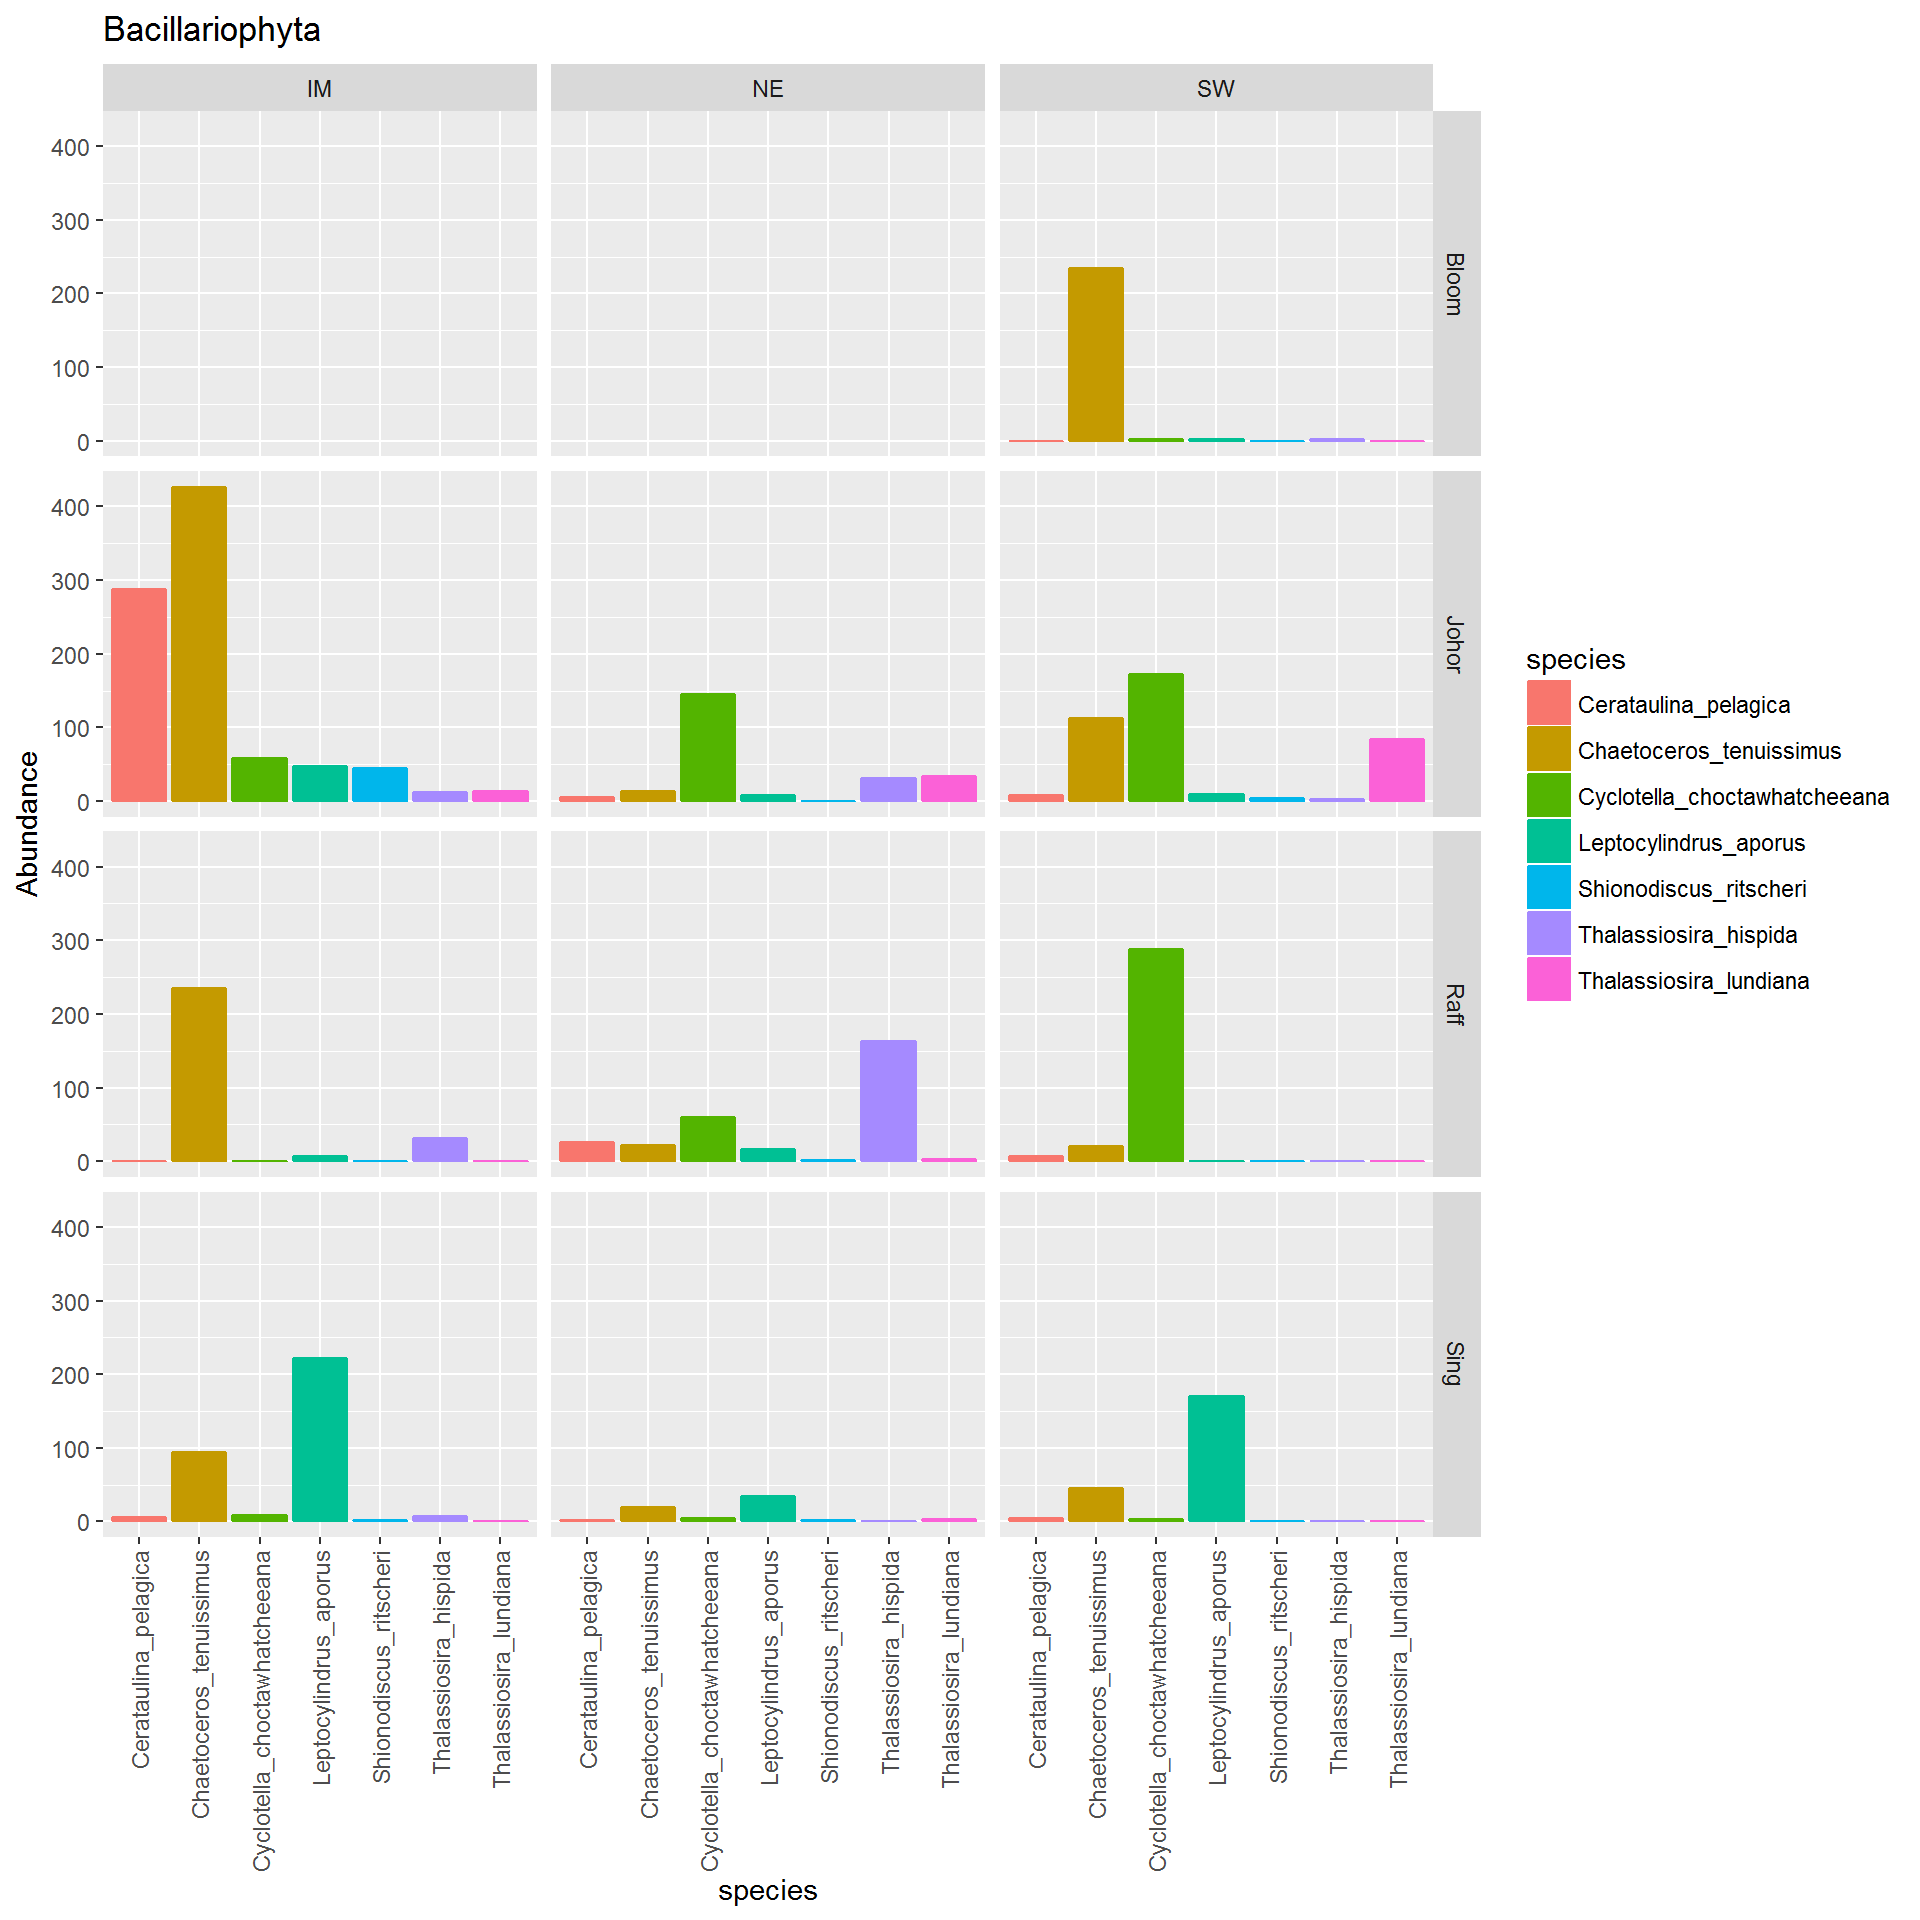 Bacillariophyta
IM
NE
SW
400
300
200
100
0
Bloom
400
300
200
100
0
Johor
400
300
200
100
0
Raff
400
300
200
100
0
Sing
Abundance
Cerataulina_pelagica
Chaetoceros_tenuissimus
Cyclotella_choctawhatcheeana
Leptocylindrus_aporus
Shionodiscus_ritscheri
Thalassiosira_hispida
Thalassiosira_lundiana
Cerataulina_pelagica
Chaetoceros_tenuissimus
Cyclotella_choctawhatcheeana
Leptocylindrus_aporus
Shionodiscus_ritscheri
Thalassiosira_hispida
Thalassiosira_lundiana
Cerataulina_pelagica
Chaetoceros_tenuissimus
Cyclotella_choctawhatcheeana
Leptocylindrus_aporus
Shionodiscus_ritscheri
Thalassiosira_hispida
Thalassiosira_lundiana
species
species
Cerataulina_pelagica
Chaetoceros_tenuissimus
Cyclotella_choctawhatcheeana
Leptocylindrus_aporus
Shionodiscus_ritscheri
Thalassiosira_hispida
Thalassiosira_lundiana